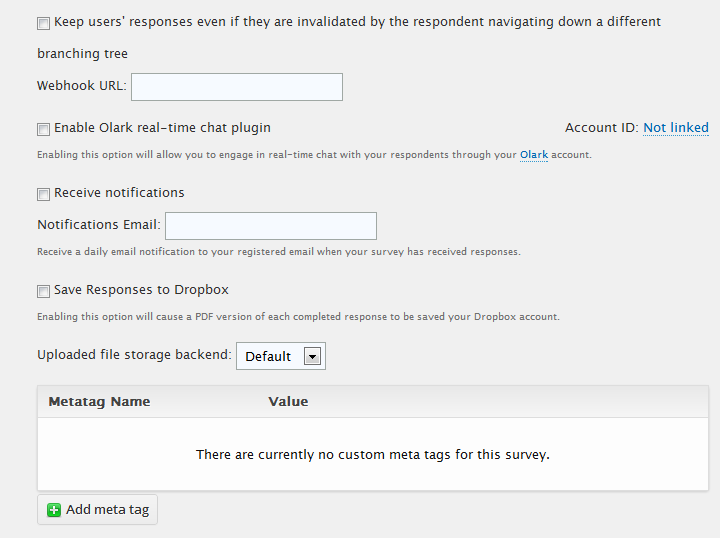 Keep users' responses even if they are invalidated by the respondent navigating down a different
branching tree
Webhook URL:
Enable Olark real-time chat plugin Account ID: Not linked
Enabling this option will allow you to engage in real-time chat with your respondents through your Olark account.
Receive notifications
Notifications Email:
Receive a daily email notification to your registered email when your survey has received responses.
Save Responses to Dropbox
Enabling this option will cause a PDF version of each completed response to be saved your Dropbox account.
Uploaded file storage backend: Default
Metatag Name Value
There are currently no custom meta tags for this survey.
Add meta tag